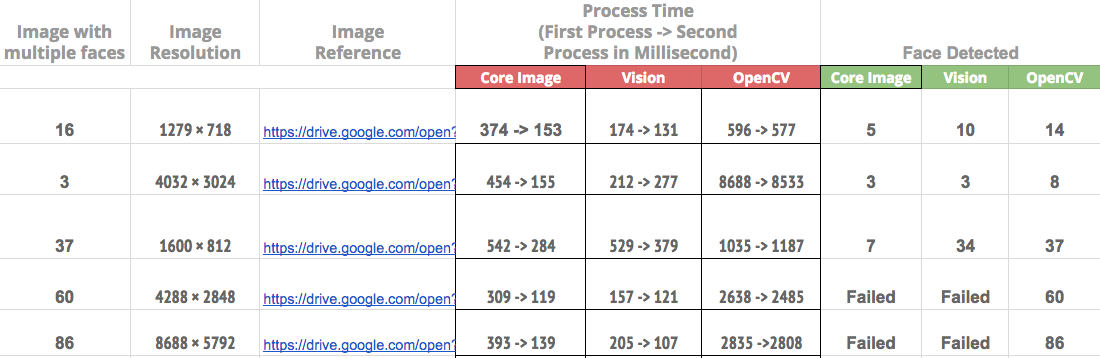 Image with multiple faces
Image Resolution
Image Reference
Process Time
(First Process -> Second
Process in Millisecond)
Face Detected
Core Image Vision OpenCV Core Image Vision OpenCV
16 1279 × 718 https://drive.google.com/open? 374 -> 153 174 -> 131 596 -> 577 5 10 14
3 4032 × 3024 https://drive.google.com/open? 454 -> 155 212 -> 277 8688 -> 8533 3 3 8
37 1600 × 812 https://drive.google.com/open? 542 -> 284 529 -> 379 1035 -> 1187 7 34 37
60 4288 × 2848 https://drive.google.com/open? 309 -> 119 157 -> 121 2638 -> 2485 Failed Failed 60
86 8688 × 5792 https://drive.google.com/open? 393 -> 139 205 -> 107 2835 ->2808 Failed Failed 86